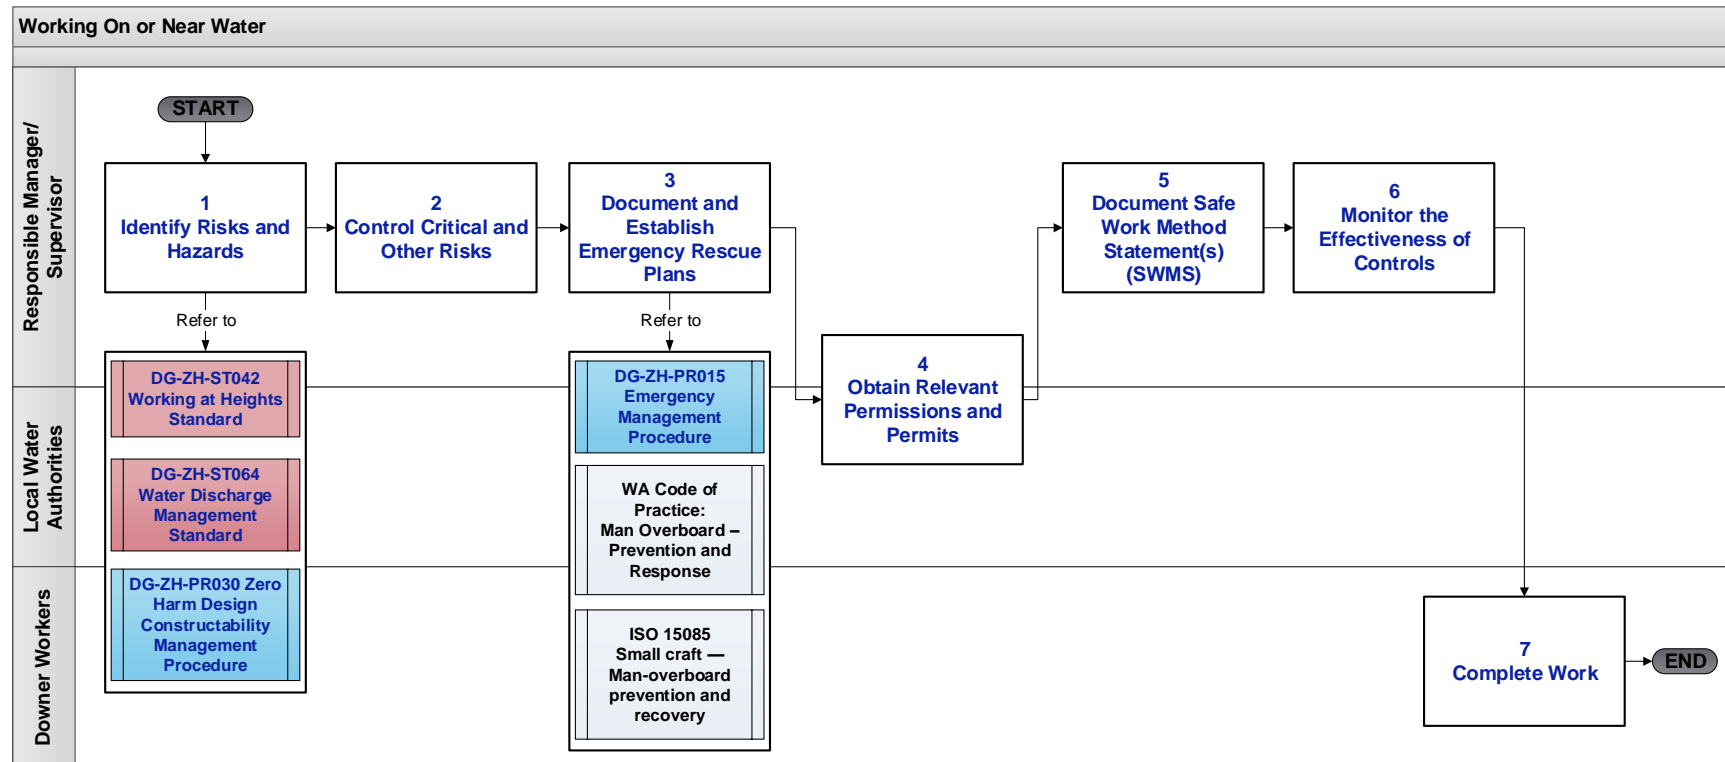 Working On or Near Water
Responsible Manager/
Supervisor
START
1
Identify Risks and
Hazards
2
Control Critical and
Other Risks
3
Document and
Establish
Emergency Rescue
Plans
5
Document Safe
Work Method
Statement(s)
(SWMS)
6
Monitor the
Effectiveness of
Controls
Refer to
Refer to
4
Obtain Relevant
Permissions and
Permits
Local Water
Authorities
DG-ZH-ST042
Working at Heights
Standard
DG-ZH-ST064
Water Discharge
Management
Standard
DG-ZH-PR030 Zero
Harm Design
Constructability
Management
Procedure
DG-ZH-PR015
Emergency
Management
Procedure
WA Code of
Practice:
Man Overboard –
Prevention and
Response
ISO 15085
Small craft —
Man-overboard
prevention and
recovery
Downer Workers
7
Complete Work
END